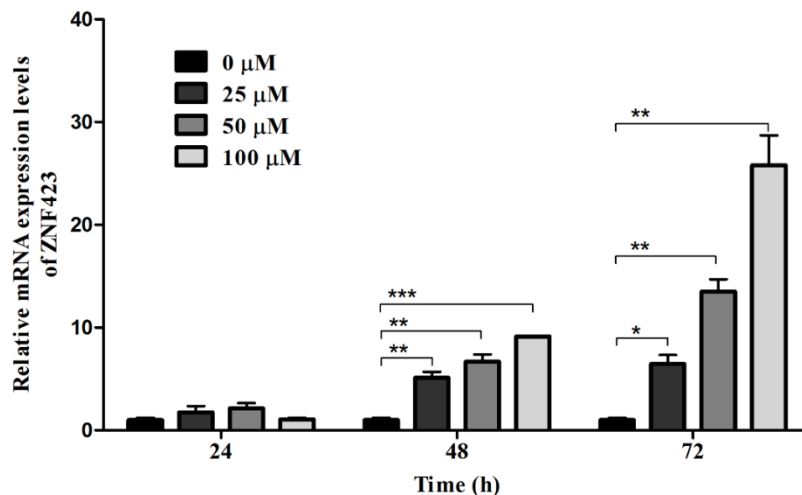 40
30
20
10
0
Relative mRNA expression levels
of ZNF423
0 μM
25 μM
50 μM
100 μM
***
**
**
**
**
*
24
48
72
Time (h)